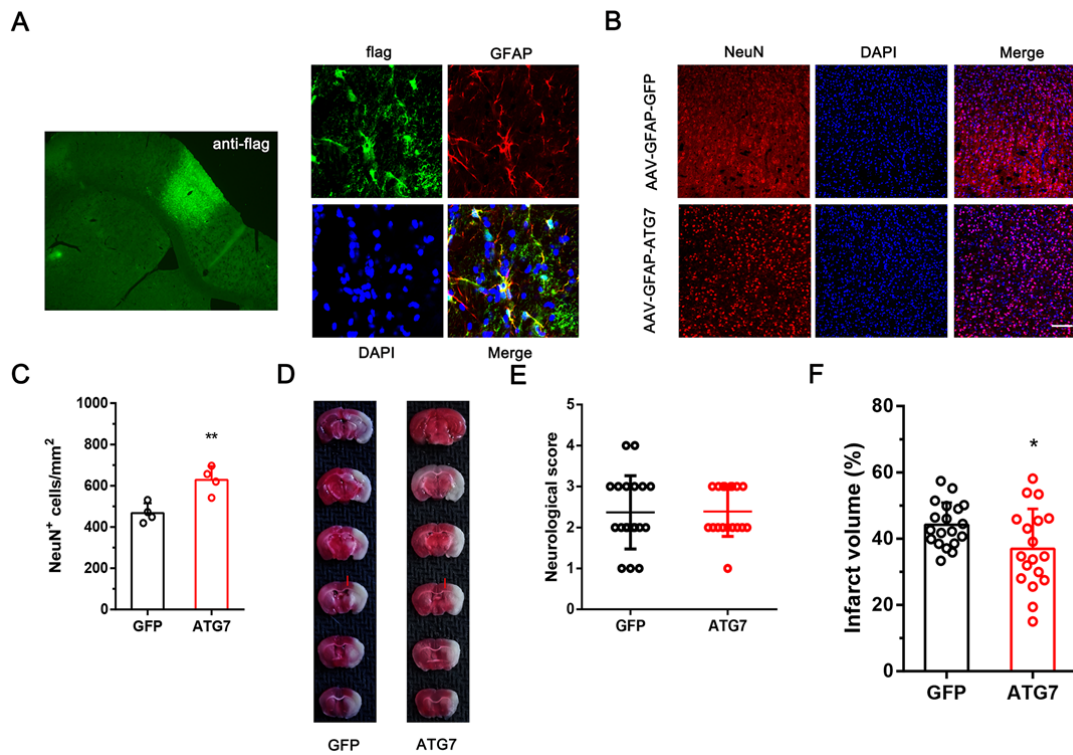 A
anti-flag
flag
GFAP
DAPI
Merge
B
NeuN
DAPI
Merge
AAV-GFAP-GFP
AAV-GFAP-ATG7
C
NeuN⁺ cells/mm²
1000
800
600
400
200
0
**
GFP
ATG7
D
GFP
ATG7
E
Neurological score
5
4
3
2
1
0
GFP
ATG7
F
Infarct volume (%)
80
60
40
20
0
*
GFP
ATG7